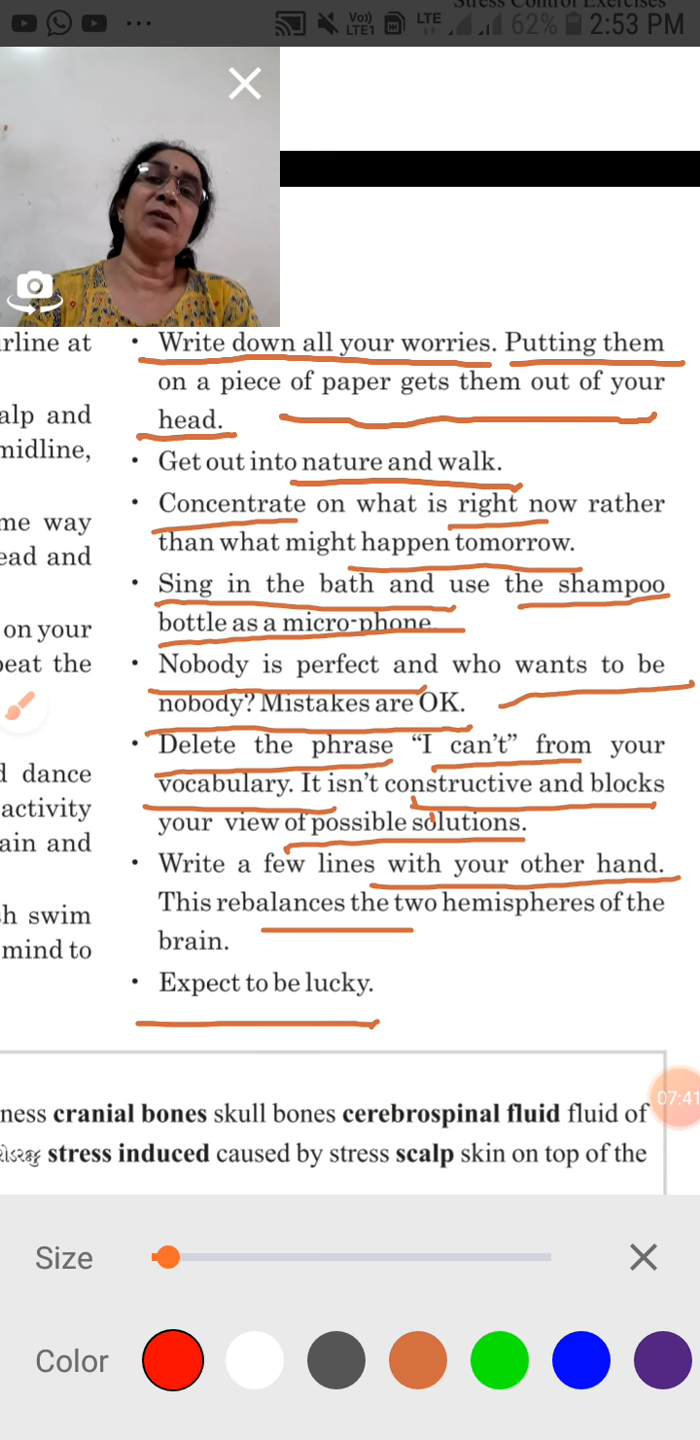 Stress Control Exercises
Vo))
LTE1
LTE
62%
2:53 PM
irline at
alp and
midline,
me way
ead and
on your
peat the
d dance
activity
ain and
sh swim
mind to
• Write down all your worries. Putting them
on a piece of paper gets them out of your
head.
• Get out into nature and walk.
• Concentrate on what is right now rather
than what might happen tomorrow.
• Sing in the bath and use the shampoo
bottle as a micro-phone.
• Nobody is perfect and who wants to be
nobody? Mistakes are OK.
• Delete the phrase “I can’t” from your
vocabulary. It isn’t constructive and blocks
your view of possible solutions.
• Write a few lines with your other hand.
This rebalances the two hemispheres of the
brain.
• Expect to be lucky.
07:41
ness cranial bones skull bones cerebrospinal fluid fluid of
stress induced caused by stress scalp skin on top of the
Size
Color